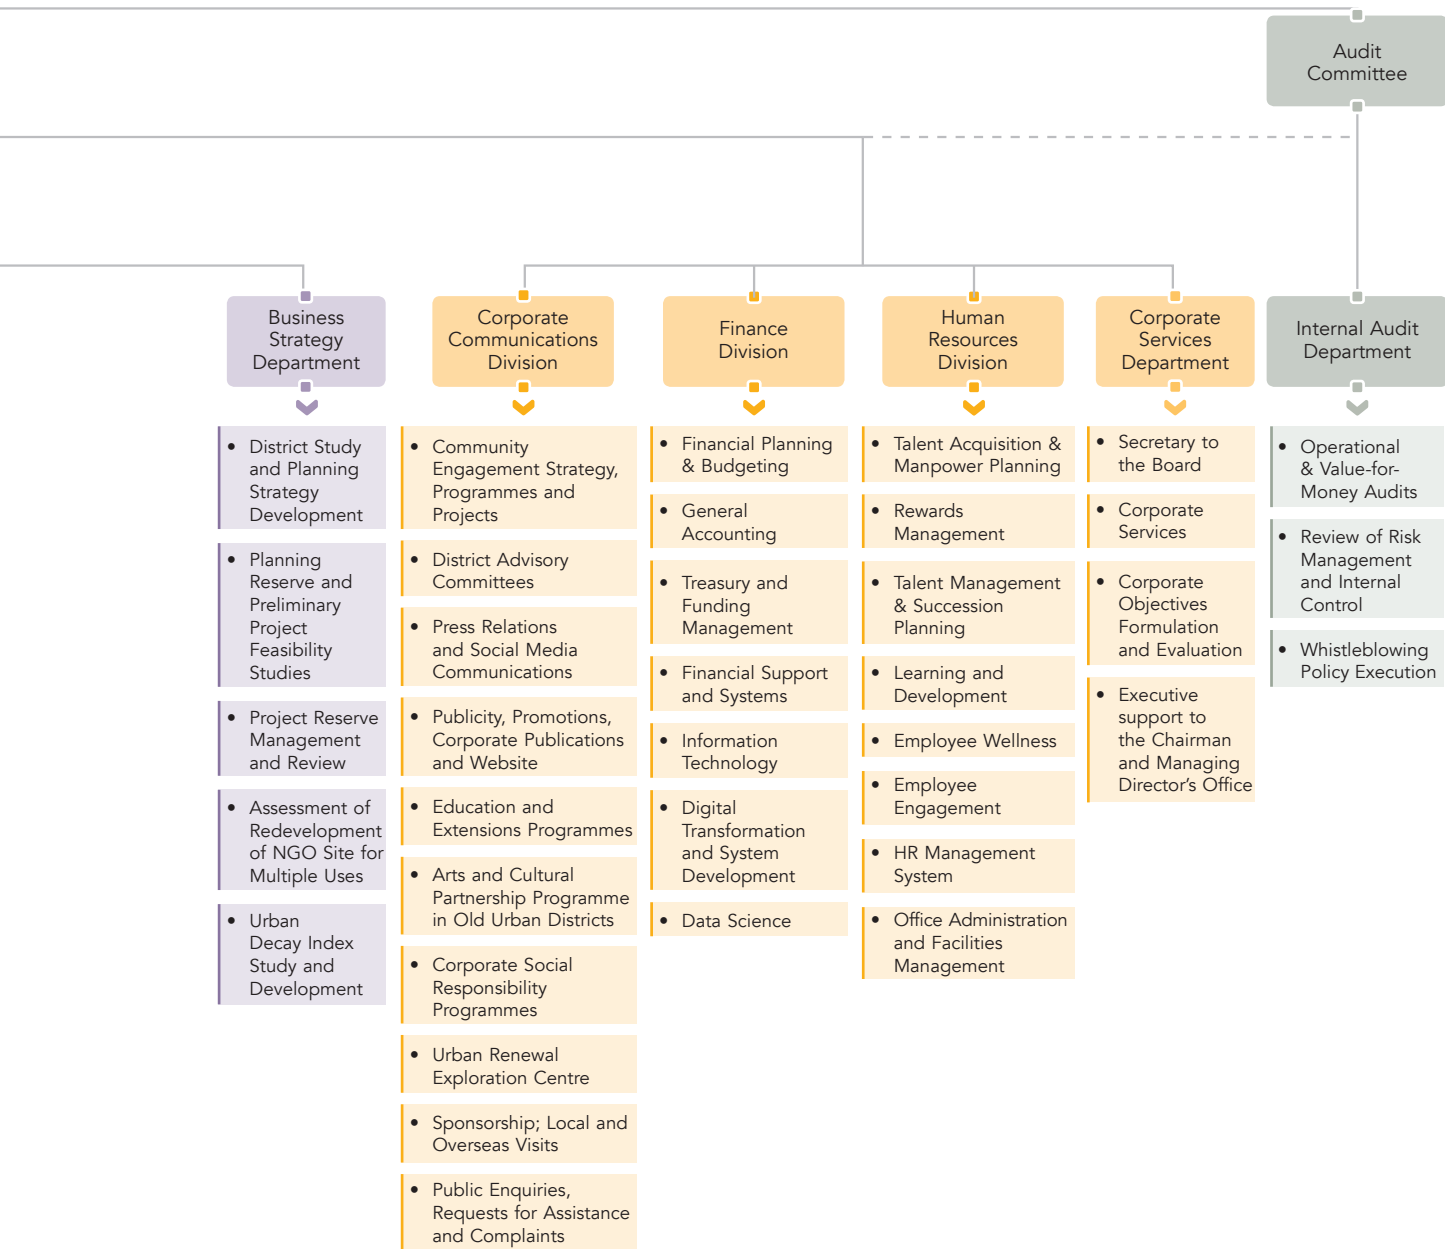 Audit
Committee
Business
Strategy
Department
• District Study
and Planning
Strategy
Development
• Planning
Reserve and
Preliminary
Project
Feasibility
Studies
• Project Reserve
Management
and Review
• Assessment of
Redevelopment
of NGO Site for
Multiple Uses
• Urban
Decay Index
Study and
Development
Corporate
Communications
Division
• Community
Engagement Strategy,
Programmes and
Projects
• District Advisory
Committees
• Press Relations
and Social Media
Communications
• Publicity, Promotions,
Corporate Publications
and Website
• Education and
Extensions Programmes
• Arts and Cultural
Partnership Programme
in Old Urban Districts
• Corporate Social
Responsibility
Programmes
• Urban Renewal
Exploration Centre
• Sponsorship; Local and
Overseas Visits
• Public Enquiries,
Requests for Assistance
and Complaints
Finance
Division
• Financial Planning
& Budgeting
• General
Accounting
• Treasury and
Funding
Management
• Financial Support
and Systems
• Information
Technology
• Digital
Transformation
and System
Development
• Data Science
Human
Resources
Division
• Talent Acquisition &
Manpower Planning
• Rewards
Management
• Talent Management
& Succession
Planning
• Learning and
Development
• Employee Wellness
• Employee
Engagement
• HR Management
System
• Office Administration
and Facilities
Management
Corporate
Services
Department
• Secretary to
the Board
• Corporate
Services
• Corporate
Objectives
Formulation
and Evaluation
• Executive
support to
the Chairman
and Managing
Director’s Office
Internal Audit
Department
• Operational
& Value-for-
Money Audits
• Review of Risk
Management
and Internal
Control
• Whistleblowing
Policy Execution